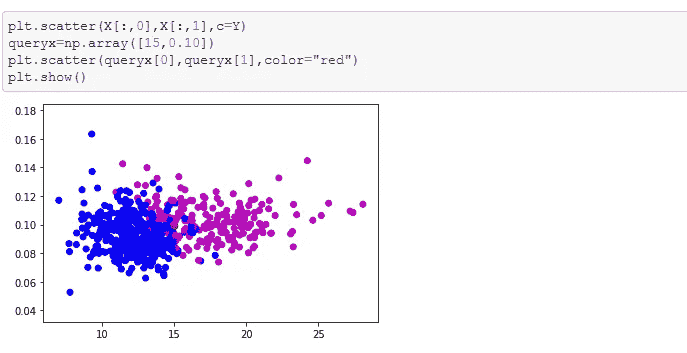 plt.scatter(X[:,0],X[:,1],c=Y)
queryx=np.array([15,0.10])
plt.scatter(queryx[0],queryx[1],color="red")
plt.show()
0.18
0.16
0.14
0.12
0.10
0.08
0.06
0.04
10 15 20 25